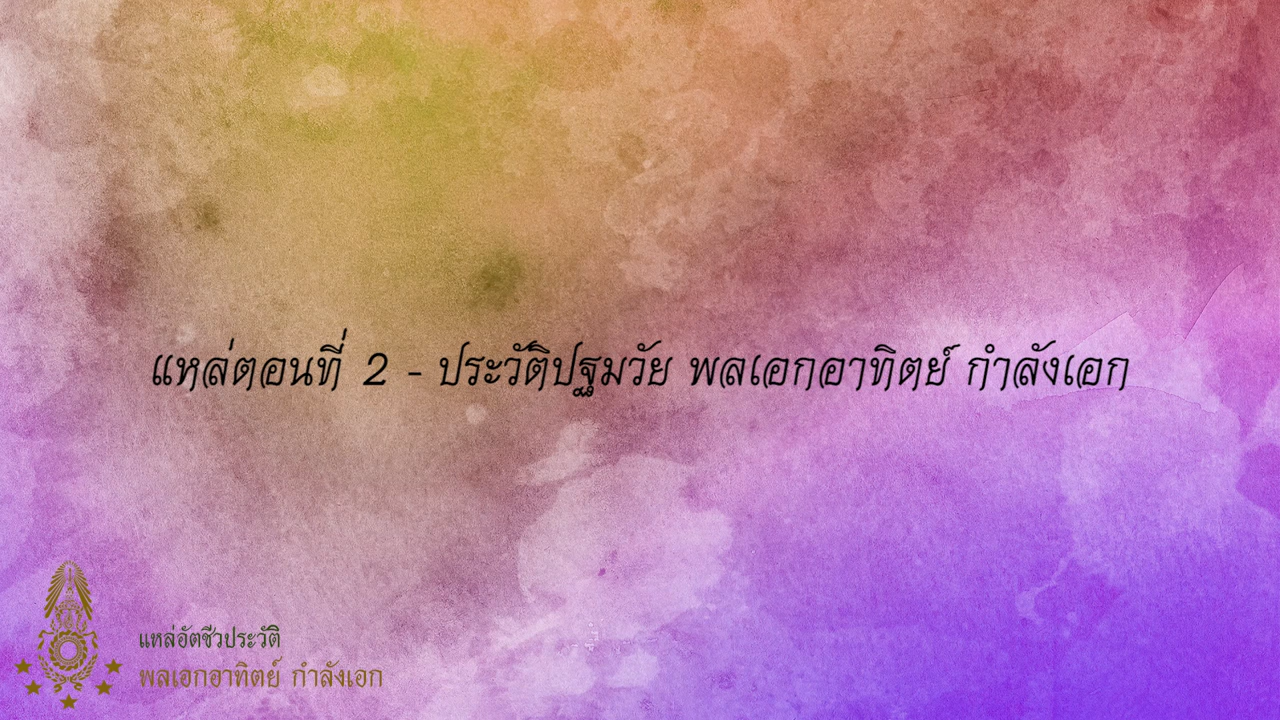 แหล่ตอนที่ 2 - ประวัติปฐมวัย พลเอกอาทิตย์ กำลังเอก
แหล่อัตชีวประวัติ
พลเอกอาทิตย์ กำลังเอก